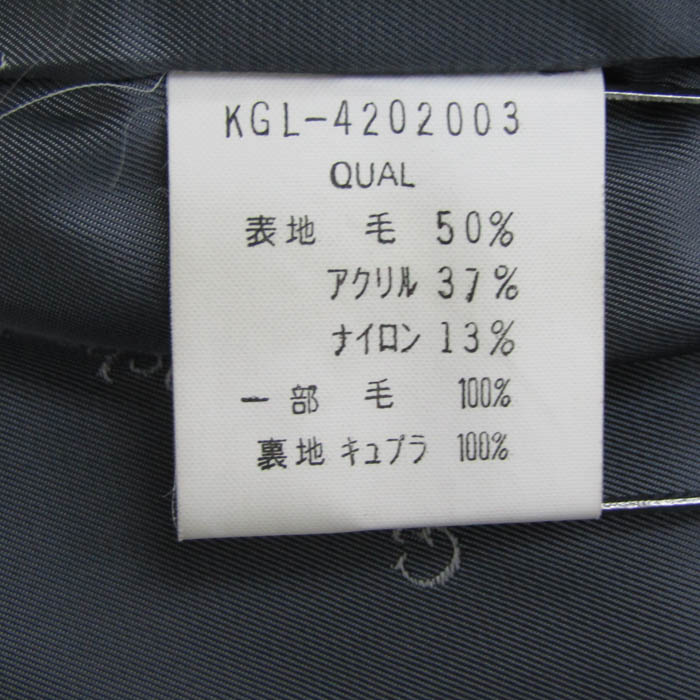 KGL-4202003
QUAL
表地 毛 50%
アクリル 37%
ナイロン 13%
一部 毛 100%
裏地 キュプラ 100%